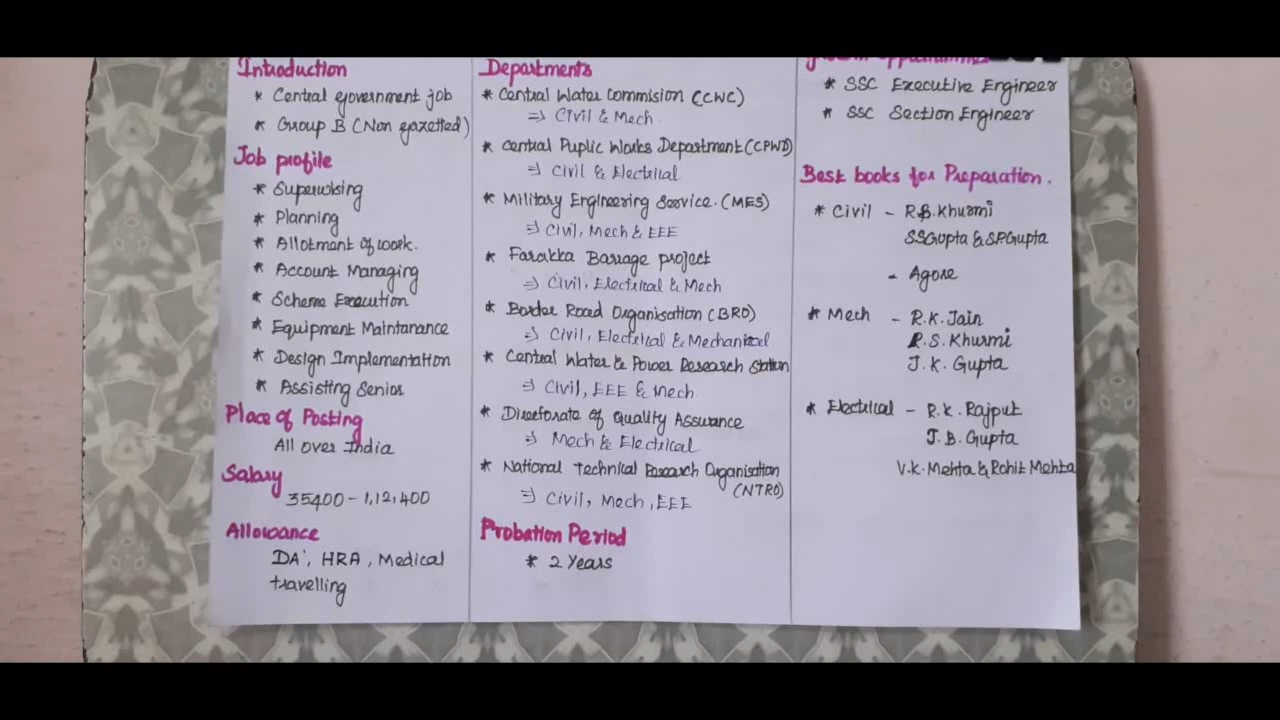 Introduction
* Central government job
* Group B (Non gazetted)
Job profile
* Supervising
* Planning
* Allotment of work.
* Account Managing
* Scheme Execution
* Equipment Maintanance
* Design Implementation
* Assisting Senior
Place of Posting
All over India
Salary
35400 - 1,12,400
Allowance
DA, HRA, Medical
travelling
Departments
* Central Water Commision (CWC)
⇒ Civil & Mech.
* Central Puplic Works Department (CPWD)
⇒ Civil & Electrical
* Military Engineering Service. (MES)
⇒ Civil, Mech & EEE
* Farakka Barrage project
⇒ Civil, Electrical & Mech
* Border Road Organisation (BRO)
⇒ Civil, Electrical & Mechanical
* Central Water & Power Research Station
⇒ Civil, EEE & Mech.
* Directorate of Quality Assurance
⇒ Mech & Electrical
* National Technical Research Organisation
(NTRO)
⇒ Civil, Mech, EEE
Probation Period
* 2 Years
* SSC Executive Engineer
* SSC Section Engineer
Best books for Preparation.
* Civil - R.S. Khurmi
SSGupta & S.P.Gupta
- Agore
* Mech - R.K. Jain
R.S. Khurmi
J.K. Gupta
* Electrical - R.K. Rajput
J.B. Gupta
V.K. Mehta & Rohit Mehta